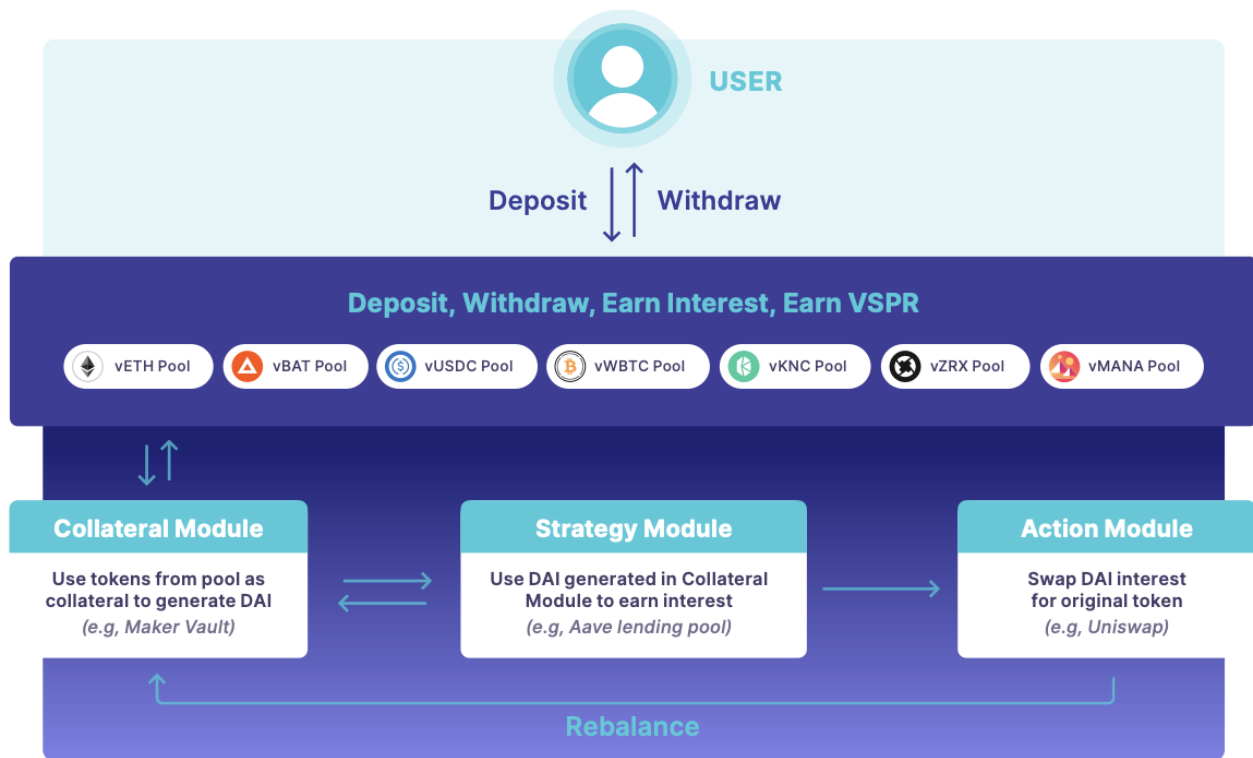 USER
Deposit
Withdraw
Deposit, Withdraw, Earn Interest, Earn VSPR
vETH Pool
vBAT Pool
vUSDC Pool
vWBTC Pool
vKNC Pool
vZRX Pool
vMANA Pool
Collateral Module
Use tokens from pool as
collateral to generate DAI
(e.g, Maker Vault)
Strategy Module
Use DAI generated in Collateral
Module to earn interest
(e.g, Aave lending pool)
Action Module
Swap DAI interest
for original token
(e.g, Uniswap)
Rebalance